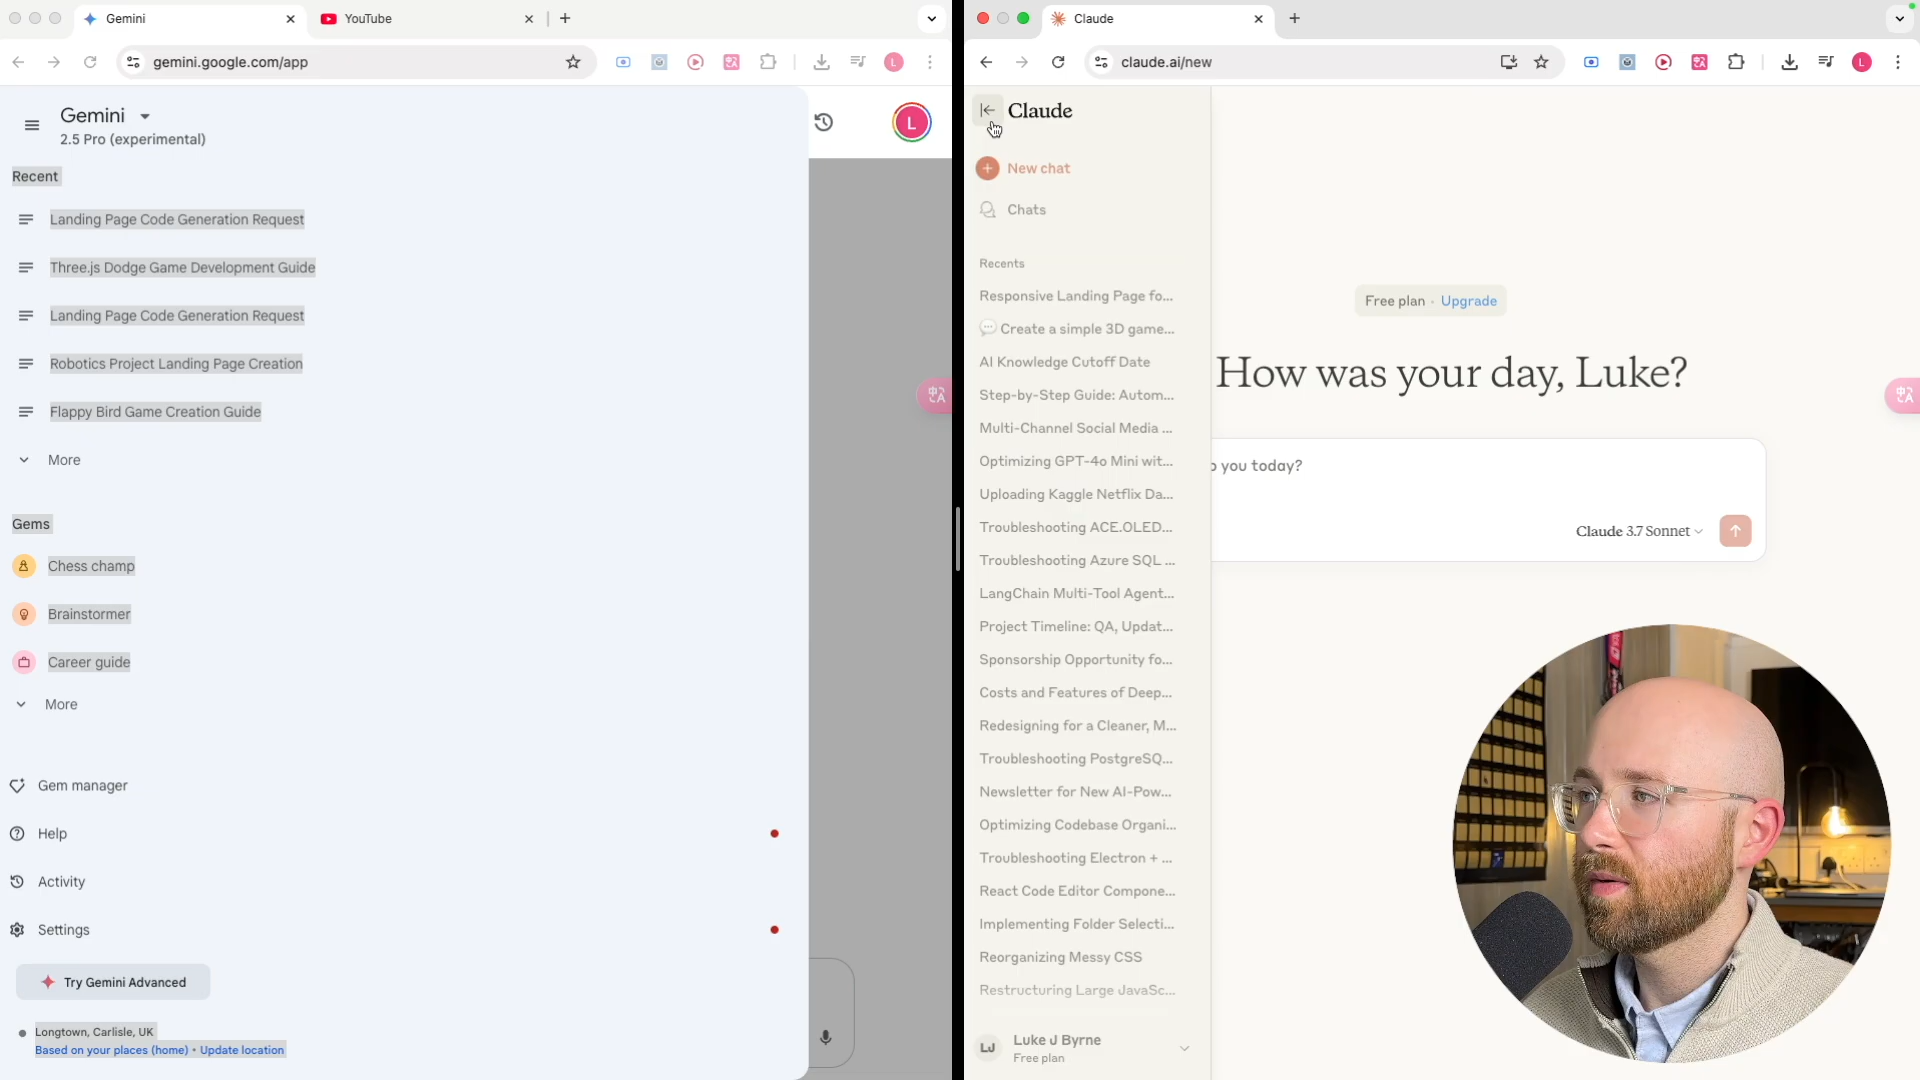 Gemini
YouTube
gemini.google.com/app
L
Gemini
2.5 Pro (experimental)
L
Recent
Landing Page Code Generation Request
Three.js Dodge Game Development Guide
Landing Page Code Generation Request
Robotics Project Landing Page Creation
Flappy Bird Game Creation Guide
More
Gems
Chess champ
Brainstormer
Career guide
More
Gem manager
Help
Activity
Settings
Try Gemini Advanced
Longtown, Carlisle, UK
Based on your places (home) • Update location
Claude
claude.ai/new
L
Claude
New chat
Chats
Recents
Responsive Landing Page fo...
💬 Create a simple 3D game...
AI Knowledge Cutoff Date
Step-by-Step Guide: Autom...
Multi-Channel Social Media ...
Optimizing GPT-4o Mini wit...
Uploading Kaggle Netflix Da...
Troubleshooting ACE.OLED...
Troubleshooting Azure SQL ...
LangChain Multi-Tool Agent...
Project Timeline: QA, Updat...
Sponsorship Opportunity fo...
Costs and Features of Deep...
Redesigning for a Cleaner, M...
Troubleshooting PostgreSQ...
Newsletter for New AI-Pow...
Optimizing Codebase Organi...
Troubleshooting Electron + ...
React Code Editor Compone...
Implementing Folder Selecti...
Reorganizing Messy CSS
Restructuring Large JavaSc...
LJ
Luke J Byrne
Free plan
Free plan · Upgrade
How was your day, Luke?
o you today?
Claude 3.7 Sonnet